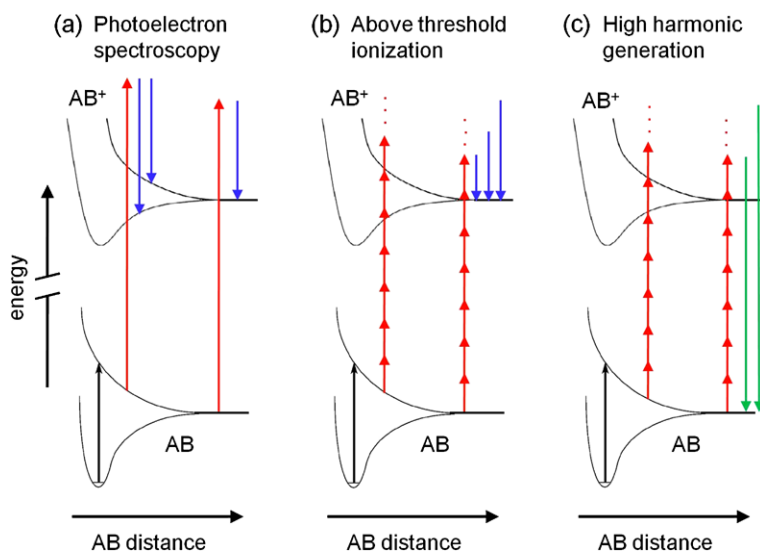 (a) Photoelectron
spectroscopy
(b) Above threshold
ionization
(c) High harmonic
generation
AB⁺
AB⁺
AB⁺
energy
AB
AB
AB
AB distance
AB distance
AB distance